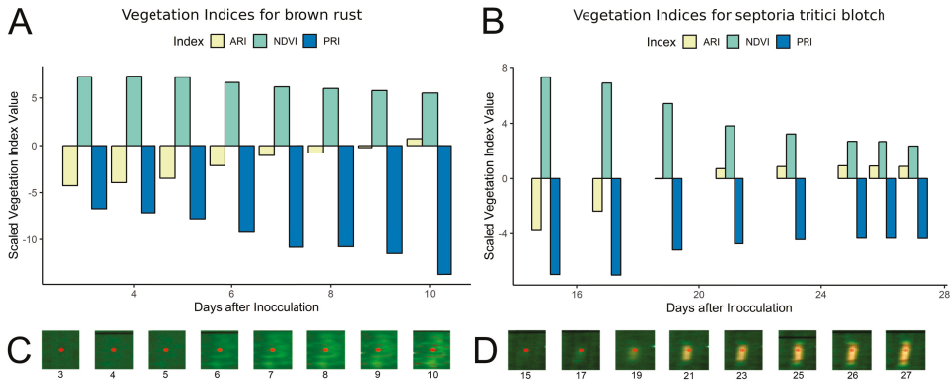 A
Vegetation Indices for brown rust
Index ARI NDVI PRI
Scaled Vegetation Index Value
5
0
-5
-10
4 6 8 10
Days after Inocculation
B
Vegetation Indices for septoria tritici blotch
Incex ARI NDVI PRI
Scaled Vegetation Index Value
8
4
0
-4
16 20 24 28
Days after Inocculation
C
3 4 5 6 7 8 9 10
D
15 17 19 21 23 25 26 27